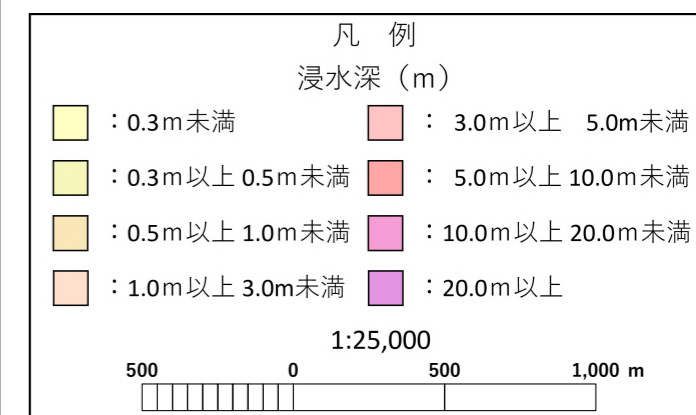 凡　例
浸水深（m）
：0.3m未満
：0.3m以上 0.5m未満
：0.5m以上 1.0m未満
：1.0m以上 3.0m未満
： 3.0m以上　5.0m未満
： 5.0m以上 10.0m未満
：10.0m以上 20.0m未満
：20.0m以上
1:25,000
500 0 500 1,000 m